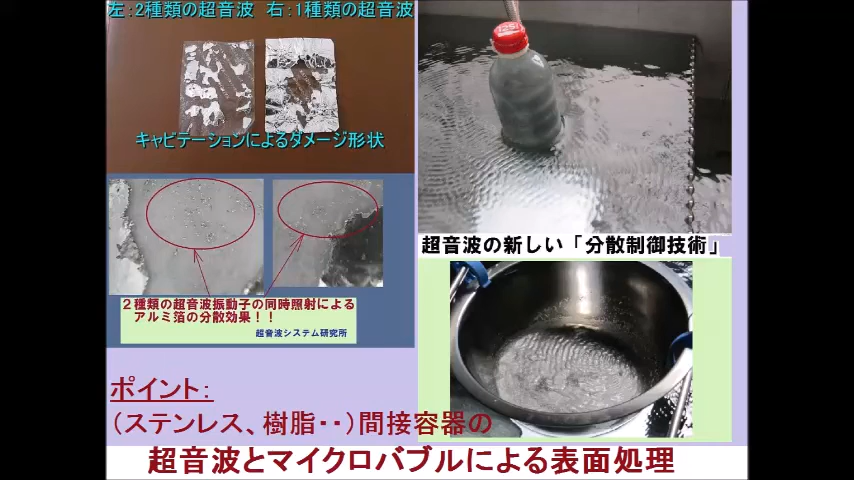 左：2種類の超音波　右：1種類の超音波
キャビテーションによるダメージ形状
２種類の超音波振動子の同時照射による
アルミ箔の分散効果！！
超音波システム研究所
超音波の新しい「分散制御技術」
ポイント：
（ステンレス、樹脂・・）間接容器の
超音波とマイクロバブルによる表面処理